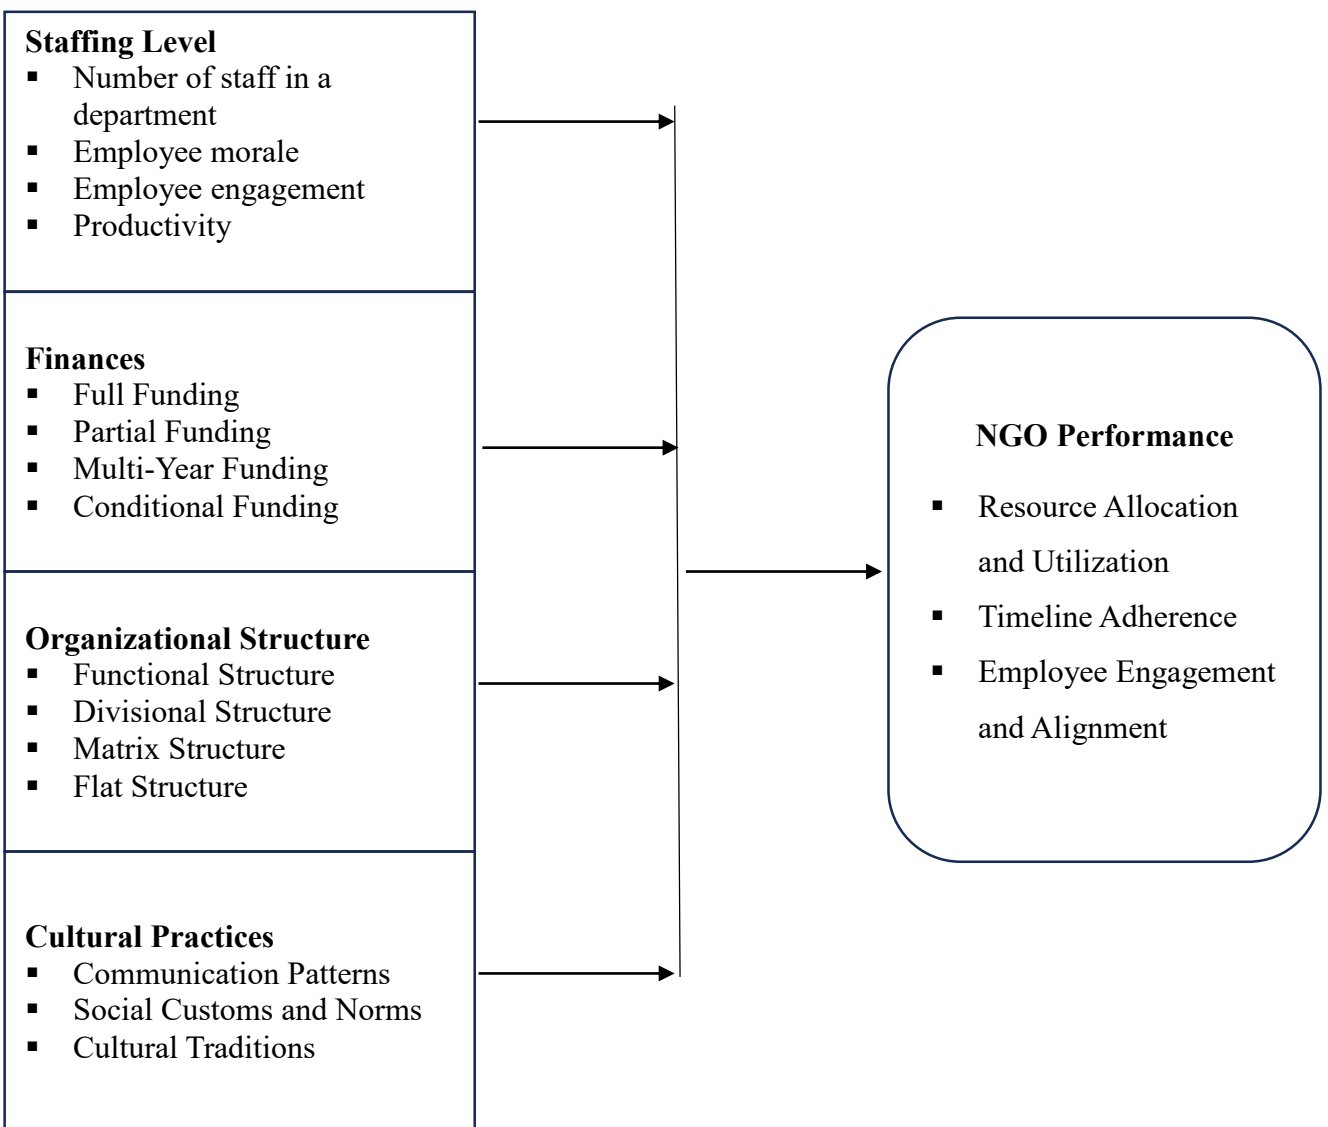 Staffing Level
▪ Number of staff in a
department
▪ Employee morale
▪ Employee engagement
▪ Productivity
Finances
▪ Full Funding
▪ Partial Funding
▪ Multi-Year Funding
▪ Conditional Funding
Organizational Structure
▪ Functional Structure
▪ Divisional Structure
▪ Matrix Structure
▪ Flat Structure
Cultural Practices
▪ Communication Patterns
▪ Social Customs and Norms
▪ Cultural Traditions
NGO Performance
▪ Resource Allocation
and Utilization
▪ Timeline Adherence
▪ Employee Engagement
and Alignment